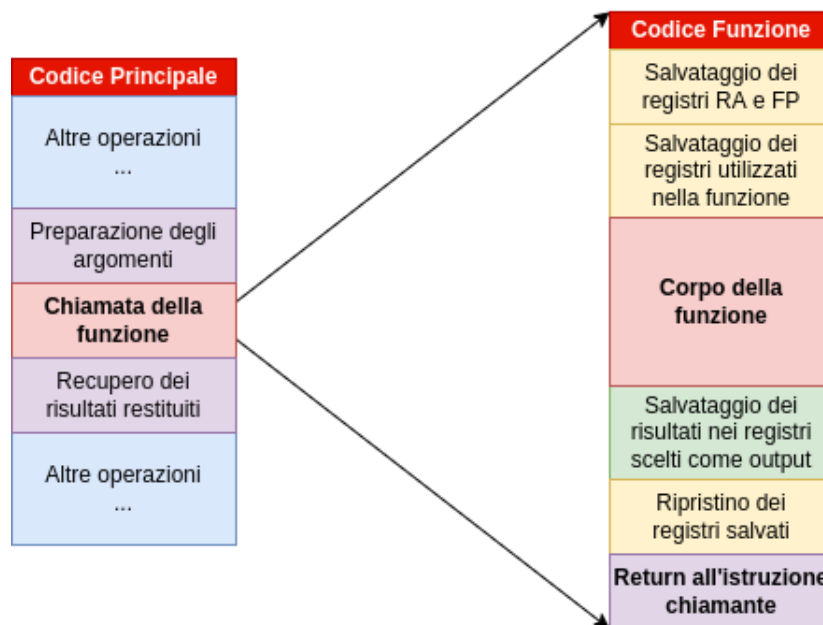 Codice Principale
Altre operazioni
...
Preparazione degli
argomenti
Chiamata della
funzione
Recupero dei
risultati restituiti
Altre operazioni
...
Codice Funzione
Salvataggio dei
registri RA e FP
Salvataggio dei
registri utilizzati
nella funzione
Corpo della
funzione
Salvataggio dei
risultati nei registri
scelti come output
Ripristino dei
registri salvati
Return all'istruzione
chiamante